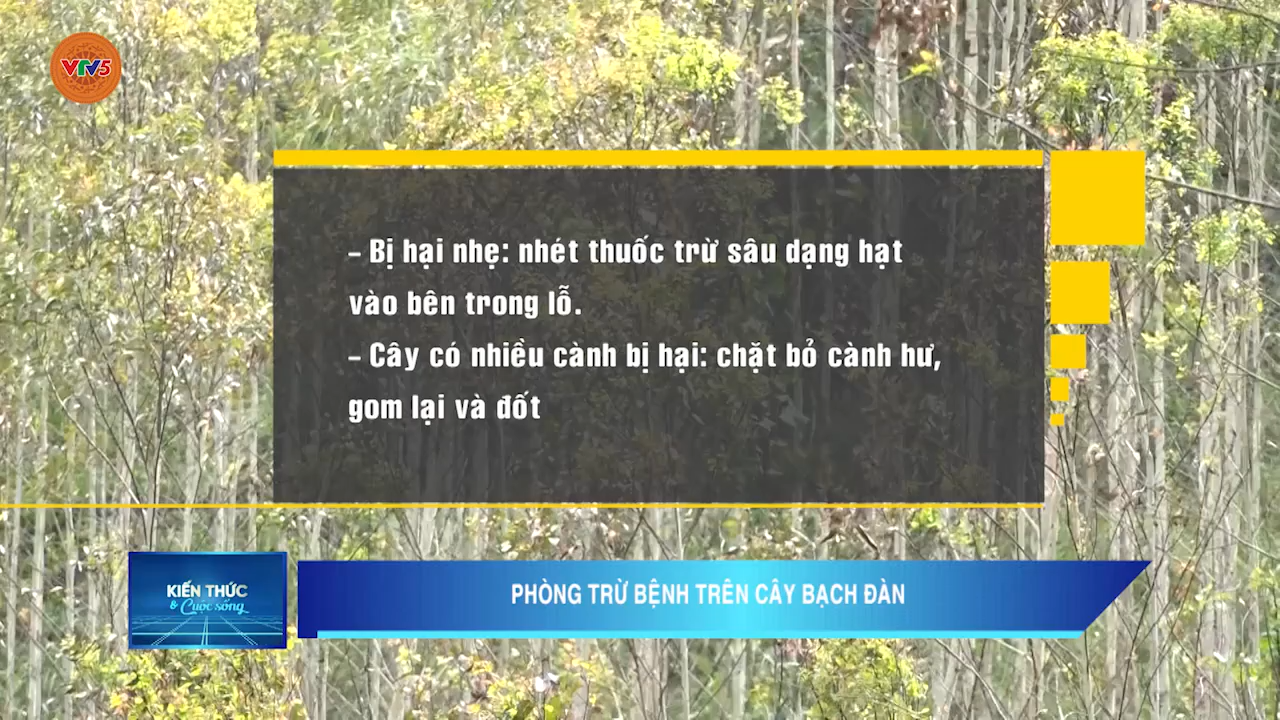 VTV5
– Bị hại nhẹ: nhét thuốc trừ sâu dạng hạt
vào bên trong lỗ.
– Cây có nhiều cành bị hại: chặt bỏ cành hư,
gom lại và đốt
KIẾN THỨC
& Cuộc sống
PHÒNG TRỪ BỆNH TRÊN CÂY BẠCH ĐÀN